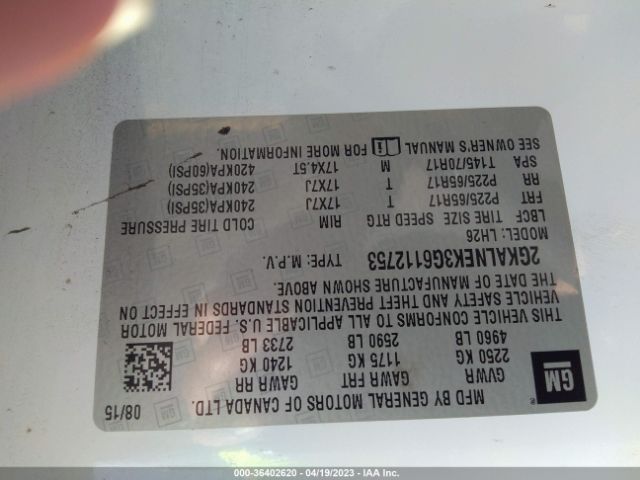 MFD BY GENERAL MOTORS OF CANADA LTD. 08/15
GM
®
GVWR GAWR FRT GAWR RR
2250 KG 1175 KG 1240 KG
4960 LB 2590 LB 2733 LB
THIS VEHICLE CONFORMS TO ALL APPLICABLE U.S. FEDERAL MOTOR
VEHICLE SAFETY AND THEFT PREVENTION STANDARDS IN EFFECT ON
THE DATE OF MANUFACTURE SHOWN ABOVE.
2GKALNEK3G6112753 TYPE: M.P.V.
MODEL: LH26
LBCF TIRE SIZE SPEED RTG RIM COLD TIRE PRESSURE
FRT P225/65R17 T 17X7J 240KPA(35PSI)
RR P225/65R17 T 17X7J 240KPA(35PSI)
SPA T145/70R17 M 17X4.5T 420KPA(60PSI)
SEE OWNER'S MANUAL FOR MORE INFORMATION.
000-36402620 - 04/19/2023 - IAA Inc.